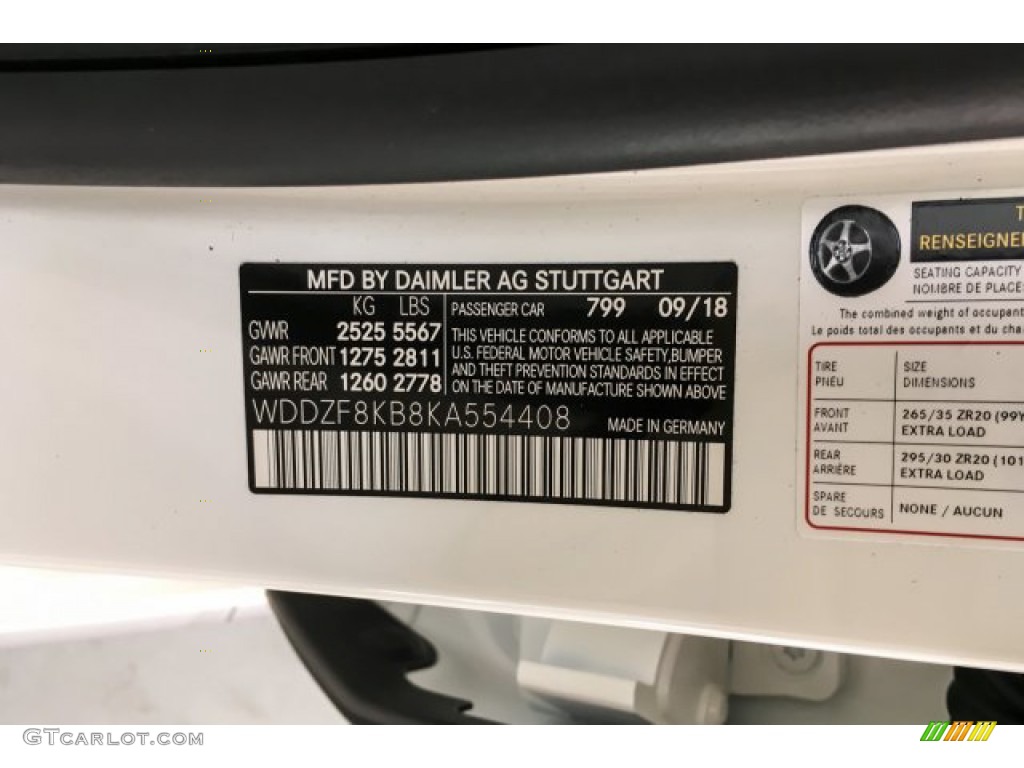 MFD BY DAIMLER AG STUTTGART
KG LBS PASSENGER CAR 799 09/18
GVWR 2525 5567
GAWR FRONT 1275 2811
GAWR REAR 1260 2778
THIS VEHICLE CONFORMS TO ALL APPLICABLE
U.S. FEDERAL MOTOR VEHICLE SAFETY,BUMPER
AND THEFT PREVENTION STANDARDS IN EFFECT
ON THE DATE OF MANUFACTURE SHOWN ABOVE
WDDZF8KB8KA554408 MADE IN GERMANY
T
RENSEIGNE
SEATING CAPACITY
NOMBRE DE PLACES
The combined weight of occupant
Le poids total des occupants et du cha
TIRE SIZE
PNEU DIMENSIONS
FRONT 265/35 ZR20 (99Y
AVANT EXTRA LOAD
REAR 295/30 ZR20 (101
ARRIÈRE EXTRA LOAD
SPARE NONE / AUCUN
DE SECOURS
GTCarlot.com